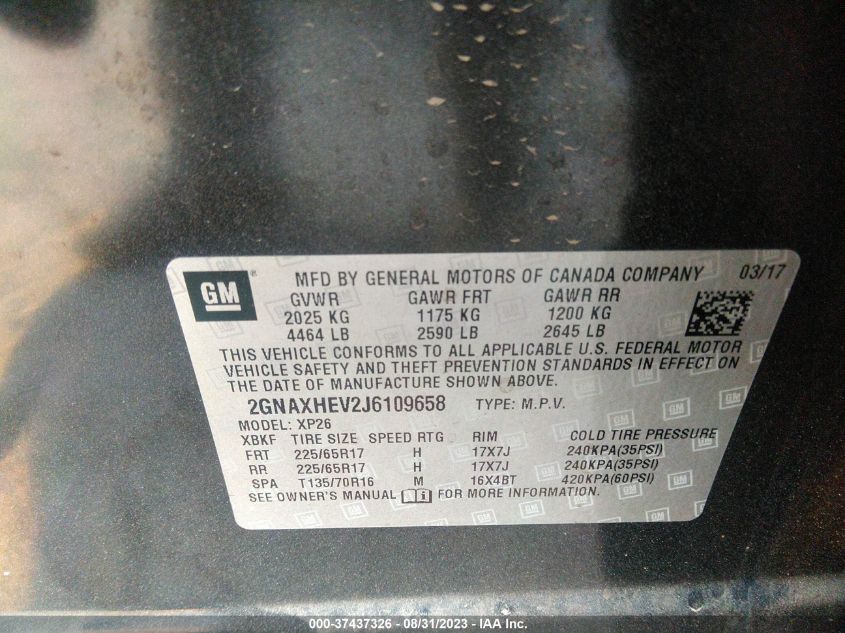 GM ® MFD BY GENERAL MOTORS OF CANADA COMPANY 03/17
GVWR GAWR FRT GAWR RR
2025 KG 1175 KG 1200 KG
4464 LB 2590 LB 2645 LB
THIS VEHICLE CONFORMS TO ALL APPLICABLE U.S. FEDERAL MOTOR
VEHICLE SAFETY AND THEFT PREVENTION STANDARDS IN EFFECT ON
THE DATE OF MANUFACTURE SHOWN ABOVE.
2GNAXHEV2J6109658 TYPE: M.P.V.
MODEL: XP26
XBKF TIRE SIZE SPEED RTG RIM COLD TIRE PRESSURE
FRT 225/65R17 H 17X7J 240KPA(35PSI)
RR 225/65R17 H 17X7J 240KPA(35PSI)
SPA T135/70R16 M 16X4BT 420KPA(60PSI)
SEE OWNER'S MANUAL i FOR MORE INFORMATION.
000-37437326 - 08/31/2023 - IAA Inc.